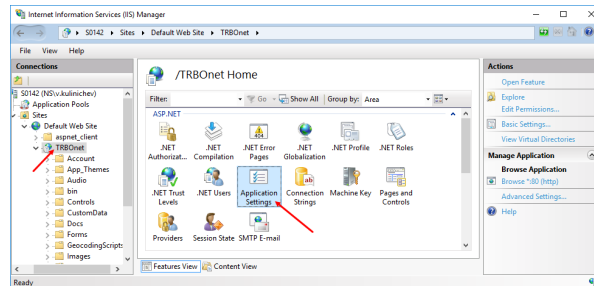 Internet Information Services (IIS) Manager
S0142 ▸ Sites ▸ Default Web Site ▸ TRBOnet ▸
File View Help
Connections
S0142 (NS\v.kulinichev)
Application Pools
Sites
Default Web Site
aspnet_client
TRBOnet
Account
App_Themes
Audio
bin
Controls
CustomData
Docs
Forms
GeocodingScripts
Images
/TRBOnet Home
Filter: Go Show All Group by: Area
ASP.NET
.NET Authorizat...
.NET Compilation
.NET Error Pages
.NET Globalization
.NET Profile
.NET Roles
.NET Trust Levels
.NET Users
Application Settings
Connection Strings
Machine Key
Pages and Controls
Providers
Session State
SMTP E-mail
Features View Content View
Actions
Open Feature
Explore
Edit Permissions...
Basic Settings...
View Virtual Directories
Manage Application
Browse Application
Browse *:80 (http)
Advanced Settings...
Help
Ready